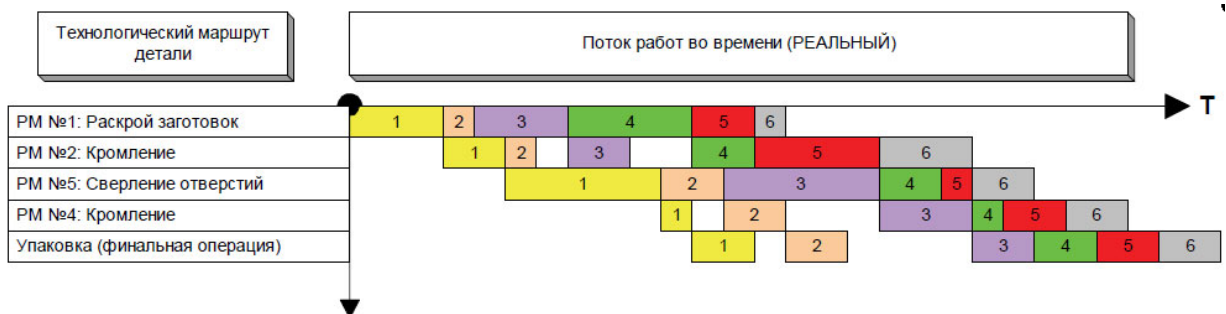 Технологический маршрут
детали
Поток работ во времени (РЕАЛЬНЫЙ)
T
РМ №1: Раскрой заготовок
1 2 3 4 5 6
РМ №2: Кромление
1 2 3 4 5 6
РМ №5: Сверление отверстий
1 2 3 4 5 6
РМ №4: Кромление
1 2 3 4 5 6
Упаковка (финальная операция)
1 2 3 4 5 6